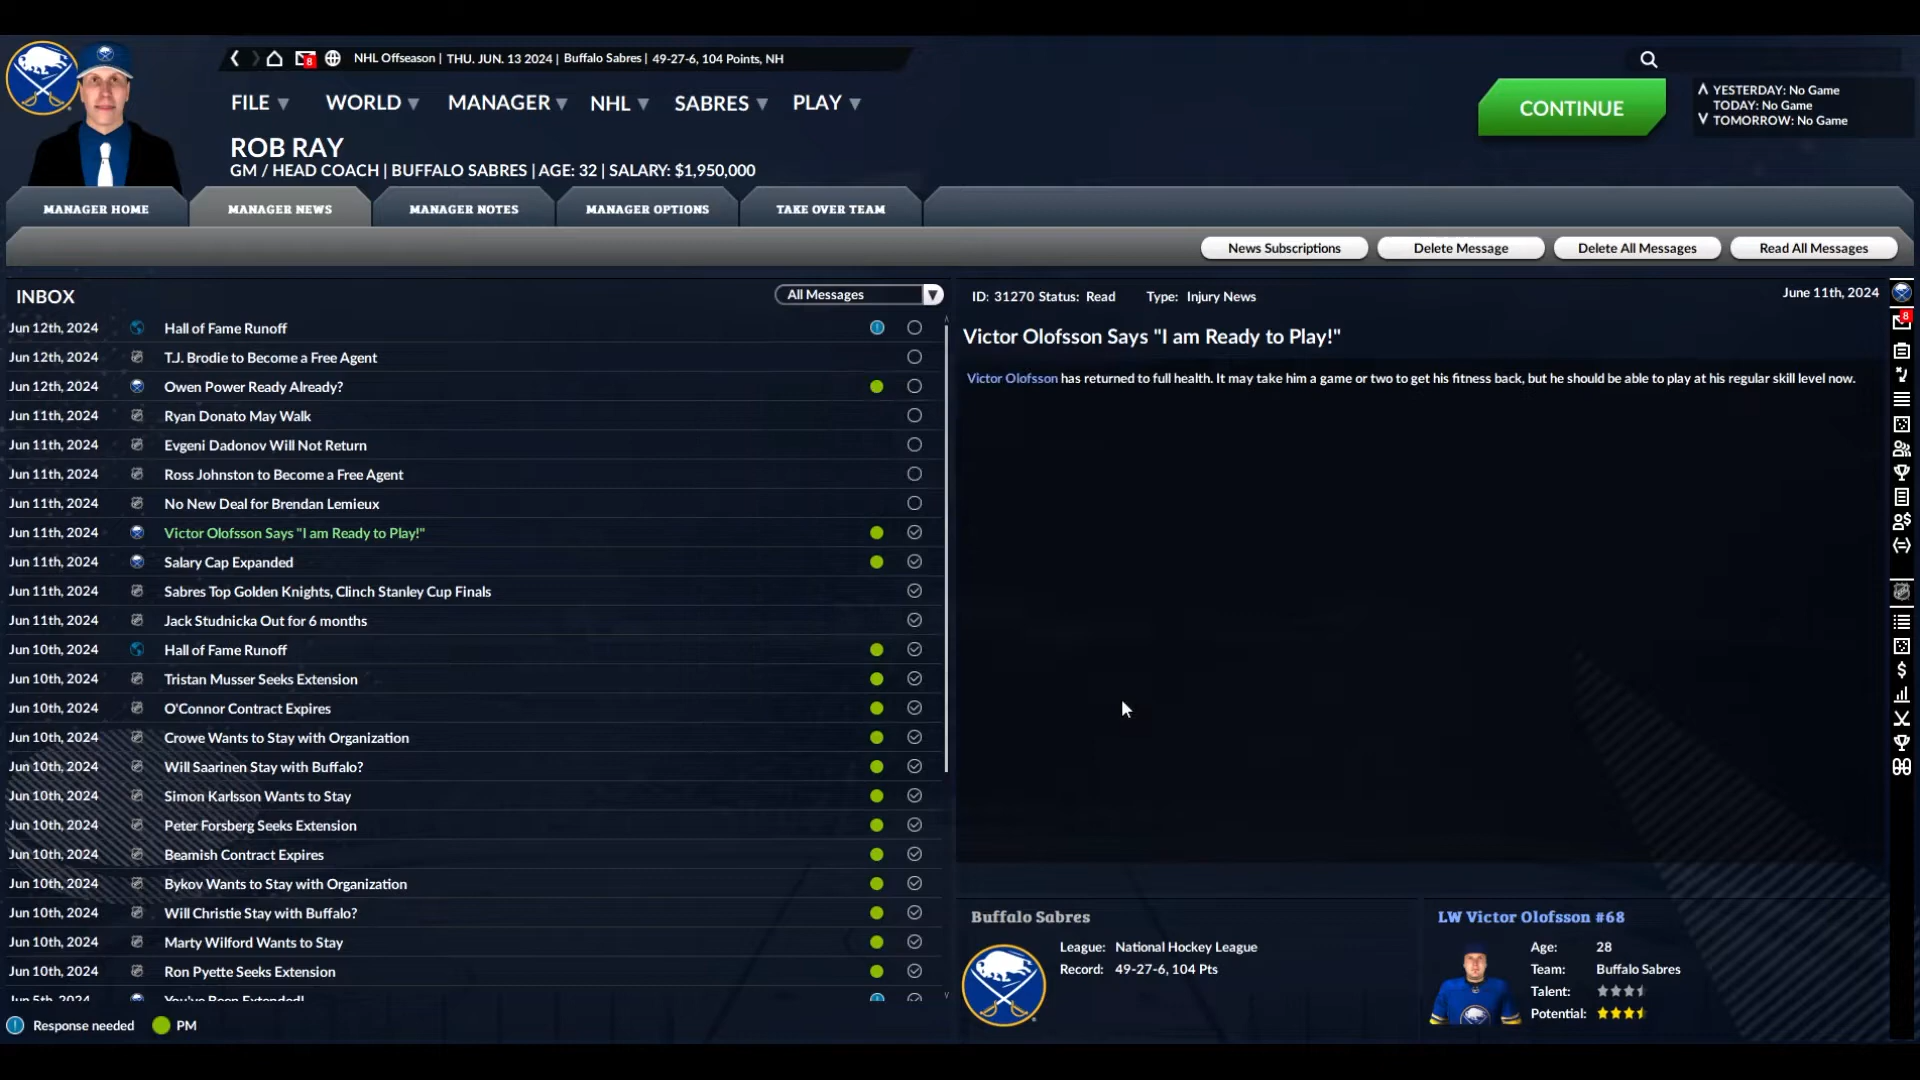 NHL Offseason | THU. JUN. 13 2024 | Buffalo Sabres | 49-27-6, 104 Points, NH
8
FILE WORLD MANAGER NHL SABRES PLAY
CONTINUE
YESTERDAY: No Game
TODAY: No Game
TOMORROW: No Game
ROB RAY
GM / HEAD COACH | BUFFALO SABRES | AGE: 32 | SALARY: $1,950,000
MANAGER HOME MANAGER NEWS MANAGER NOTES MANAGER OPTIONS TAKE OVER TEAM
News Subscriptions Delete Message Delete All Messages Read All Messages
INBOX All Messages
Jun 12th, 2024 Hall of Fame Runoff
Jun 12th, 2024 T.J. Brodie to Become a Free Agent
Jun 12th, 2024 Owen Power Ready Already?
Jun 11th, 2024 Ryan Donato May Walk
Jun 11th, 2024 Evgeni Dadonov Will Not Return
Jun 11th, 2024 Ross Johnston to Become a Free Agent
Jun 11th, 2024 No New Deal for Brendan Lemieux
Jun 11th, 2024 Victor Olofsson Says "I am Ready to Play!"
Jun 11th, 2024 Salary Cap Expanded
Jun 11th, 2024 Sabres Top Golden Knights, Clinch Stanley Cup Finals
Jun 11th, 2024 Jack Studnicka Out for 6 months
Jun 10th, 2024 Hall of Fame Runoff
Jun 10th, 2024 Tristan Musser Seeks Extension
Jun 10th, 2024 O'Connor Contract Expires
Jun 10th, 2024 Crowe Wants to Stay with Organization
Jun 10th, 2024 Will Saarinen Stay with Buffalo?
Jun 10th, 2024 Simon Karlsson Wants to Stay
Jun 10th, 2024 Peter Forsberg Seeks Extension
Jun 10th, 2024 Beamish Contract Expires
Jun 10th, 2024 Bykov Wants to Stay with Organization
Jun 10th, 2024 Will Christie Stay with Buffalo?
Jun 10th, 2024 Marty Wilford Wants to Stay
Jun 10th, 2024 Ron Pyette Seeks Extension
Jun 5th, 2024 You've Been Extended!
Response needed PM
ID: 31270 Status: Read Type: Injury News June 11th, 2024
8
Victor Olofsson Says "I am Ready to Play!"
Victor Olofsson has returned to full health. It may take him a game or two to get his fitness back, but he should be able to play at his regular skill level now.
Buffalo Sabres
League: National Hockey League
Record: 49-27-6, 104 Pts
LW Victor Olofsson #68
Age: 28
Team: Buffalo Sabres
Talent:
Potential: